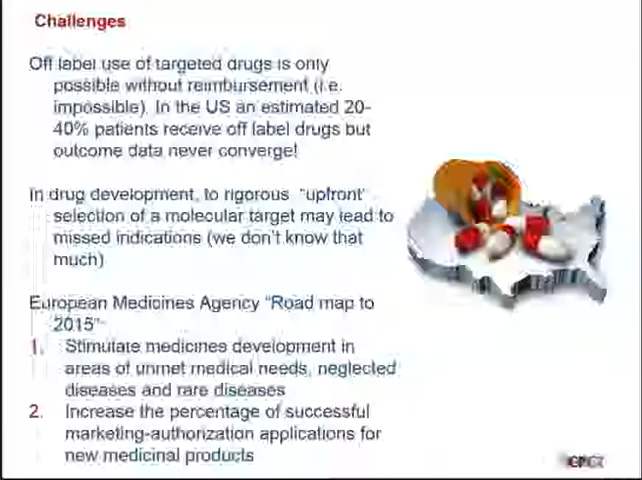 Challenges
Off label use of targeted drugs is only
possible without reimbursement (i.e.
impossible). In the US an estimated 20-
40% patients receive off label drugs but
outcome data never converge!
In drug development, to rigorous "upfront"
selection of a molecular target may lead to
missed indications (we don't know that
much)
European Medicines Agency "Road map to
2015"
1. Stimulate medicines development in
areas of unmet medical needs, neglected
diseases and rare diseases
2. Increase the percentage of successful
marketing-authorization applications for
new medicinal products